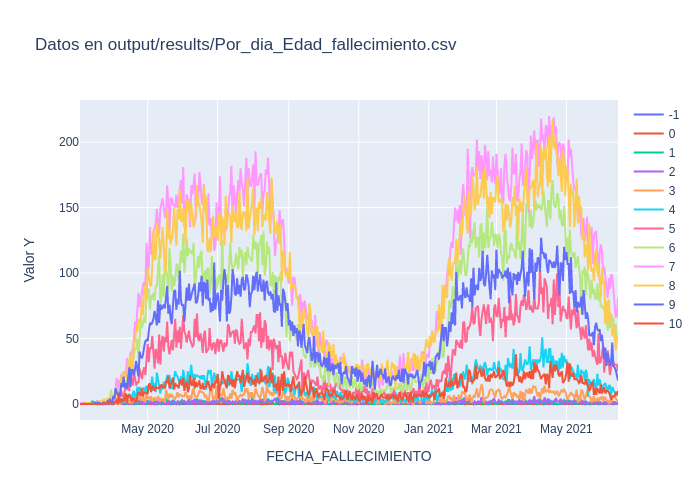 Datos en output/results/Por_dia_Edad_fallecimiento.csv
-1
0
1
2
3
4
5
6
7
8
9
10
200
150
100
50
0
Valor Y
May 2020
Jul 2020
Sep 2020
Nov 2020
Jan 2021
Mar 2021
May 2021
FECHA_FALLECIMIENTO